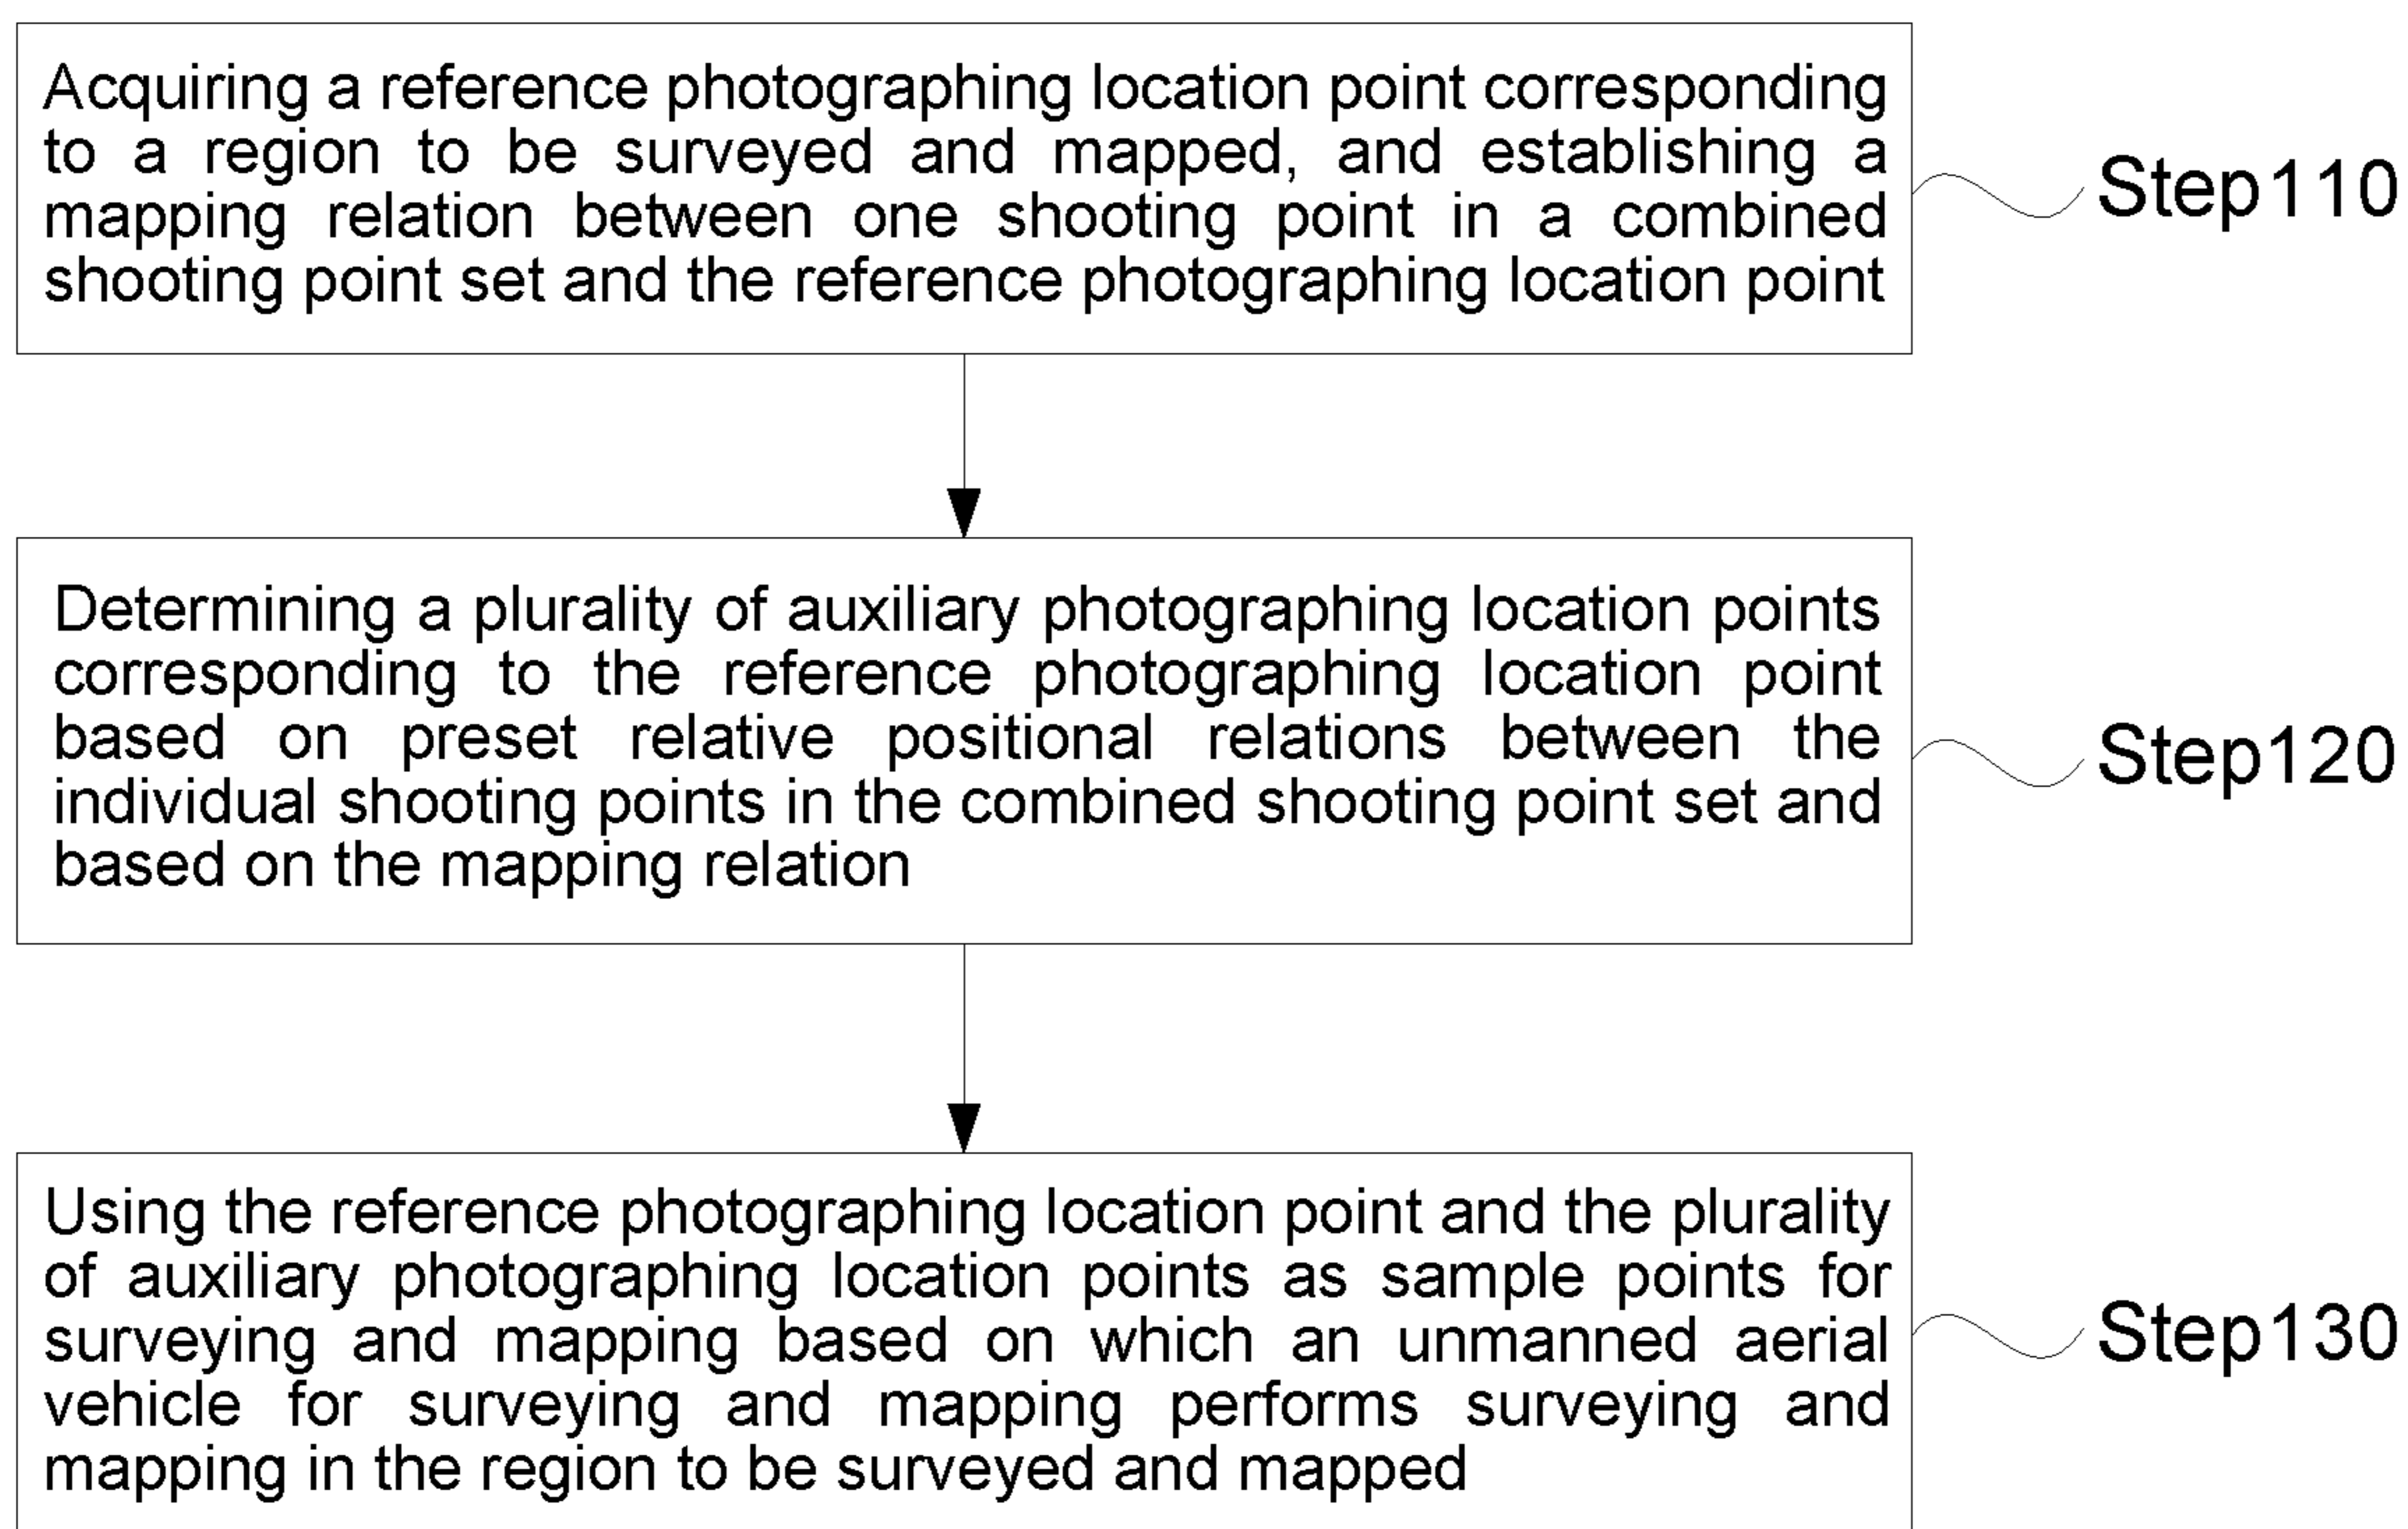 Acquiring a reference photographing location point corresponding
to a region to be surveyed and mapped, and establishing a
mapping relation between one shooting point in a combined
shooting point set and the reference photographing location point
Step110
Determining a plurality of auxiliary photographing location points
corresponding to the reference photographing location point
based on preset relative positional relations between the
individual shooting points in the combined shooting point set and
based on the mapping relation
Step120
Using the reference photographing location point and the plurality
of auxiliary photographing location points as sample points for
surveying and mapping based on which an unmanned aerial
vehicle for surveying and mapping performs surveying and
mapping in the region to be surveyed and mapped
Step130